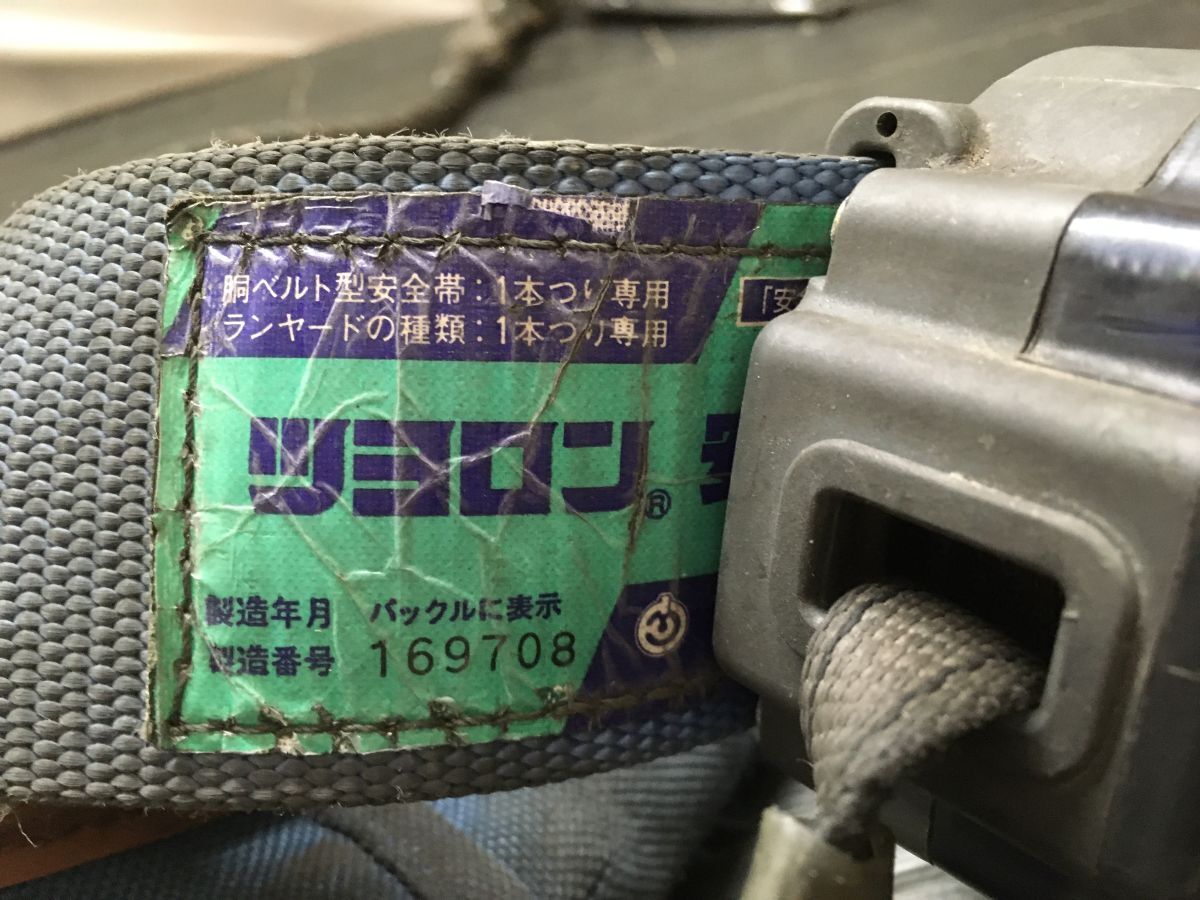 胴ベルト型安全帯：1本つり専用
ランヤードの種類：1本つり専用
「安
ツヨロン® 安
製造年月 バックルに表示
製造番号 169708